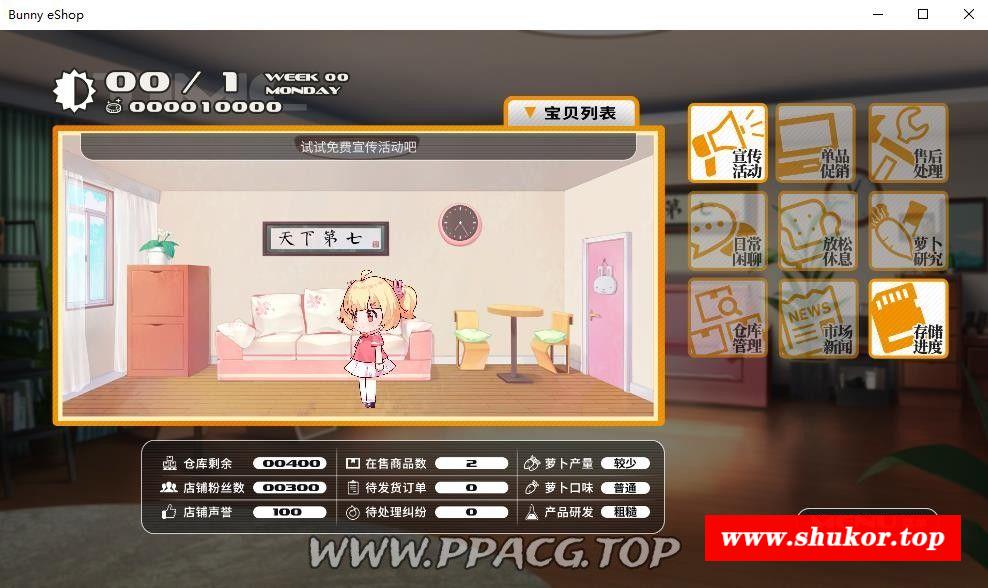 Bunny eShop
00 / 1 WEEK 00
MONDAY
000010000
▼ 宝贝列表
试试免费宣传活动吧
天下第七
宣传
活动
单品
促销
售后
处理
日常
闲聊
放松
休息
萝卜
研究
仓库
管理
NEWS
市场
新闻
存储
进度
仓库剩余 00400
在售商品数 2
萝卜产量 较少
店铺粉丝数 00300
待发货订单 0
萝卜口味 普通
店铺声誉 100
待处理纠纷 0
产品研发 粗糙
WWW.PPACG.TOP
www.shukor.top